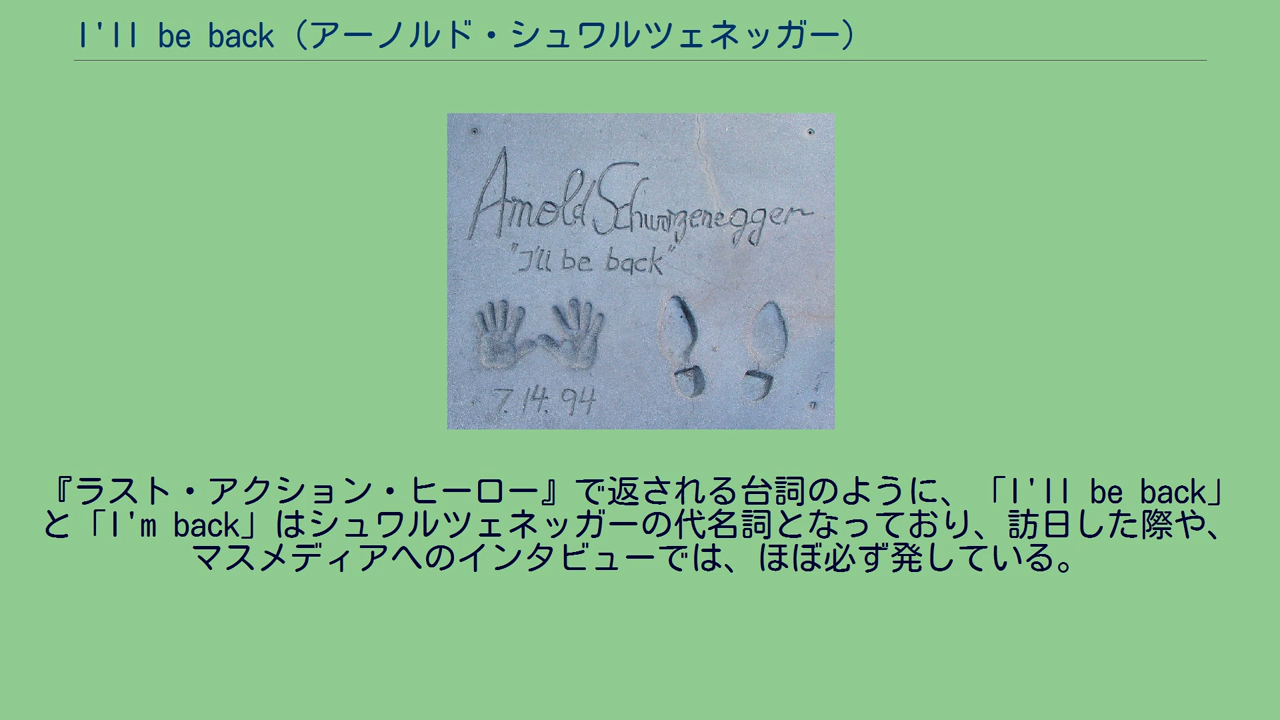 I'll be back（アーノルド・シュワルツェネッガー）
Arnold Schwarzenegger
"I'll be back"
7.14.94
『ラスト・アクション・ヒーロー』で返される台詞のように、「I'll be back」
と「I'm back」はシュワルツェネッガーの代名詞となっており、訪日した際や、
マスメディアへのインタビューでは、ほぼ必ず発している。